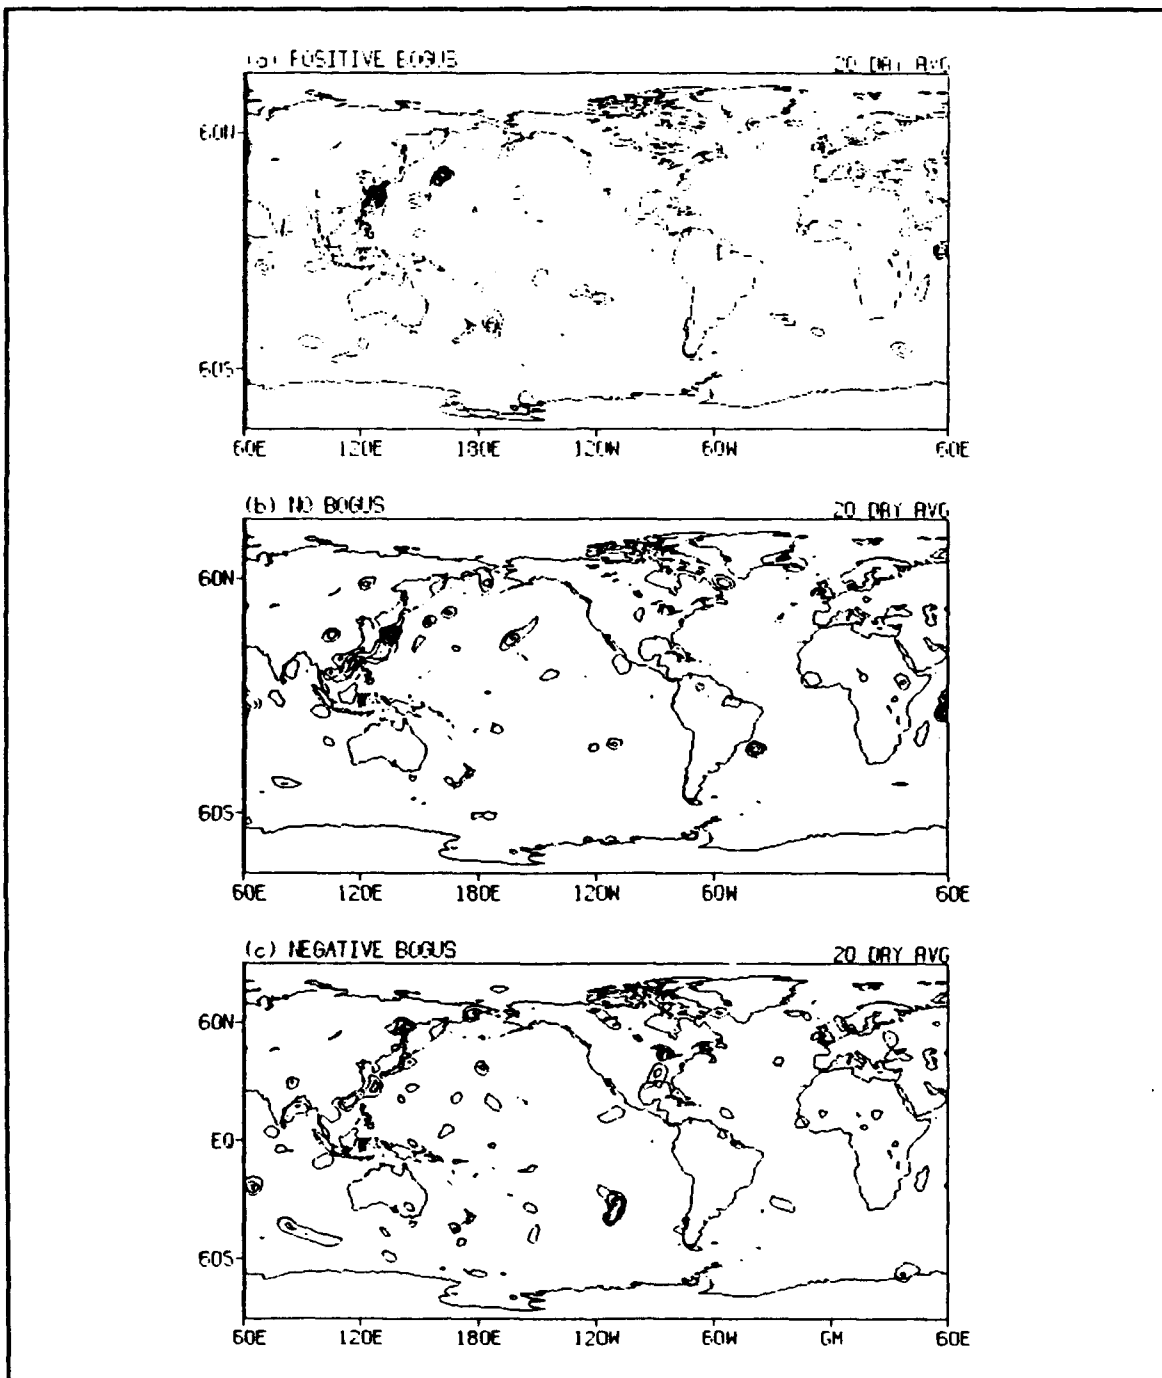 (a) POSITIVE BOGUS 20 DAY AVG
60N
60S
60E 120E 180E 120W 60W 60E
(b) NO BOGUS 20 DAY AVG
60N
60S
60E 120E 180E 120W 60W 60E
(c) NEGATIVE BOGUS 20 DAY AVG
60N
EQ
60S
60E 120E 180E 120W 60W GM 60E